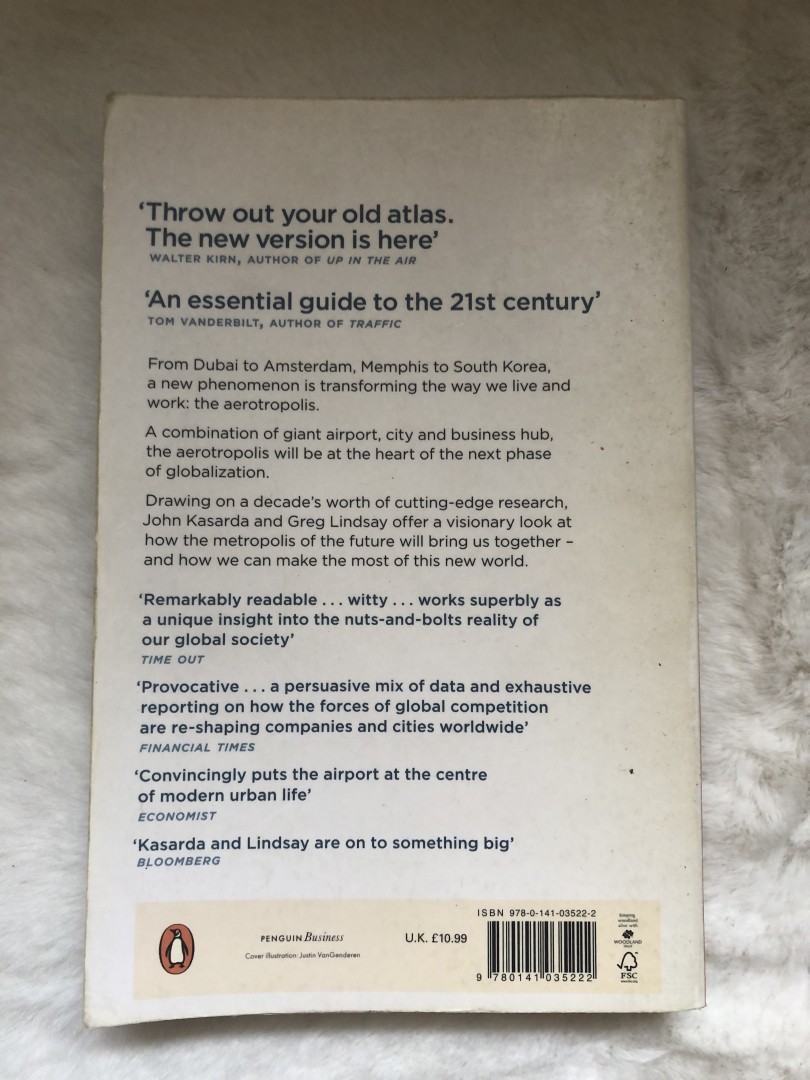 ‘Throw out your old atlas.
The new version is here’
WALTER KIRN, AUTHOR OF UP IN THE AIR
‘An essential guide to the 21st century’
TOM VANDERBILT, AUTHOR OF TRAFFIC
From Dubai to Amsterdam, Memphis to South Korea,
a new phenomenon is transforming the way we live and
work: the aerotropolis.
A combination of giant airport, city and business hub,
the aerotropolis will be at the heart of the next phase
of globalization.
Drawing on a decade’s worth of cutting-edge research,
John Kasarda and Greg Lindsay offer a visionary look at
how the metropolis of the future will bring us together –
and how we can make the most of this new world.
‘Remarkably readable . . . witty . . . works superbly as
a unique insight into the nuts-and-bolts reality of
our global society’
TIME OUT
‘Provocative . . . a persuasive mix of data and exhaustive
reporting on how the forces of global competition
are re-shaping companies and cities worldwide’
FINANCIAL TIMES
‘Convincingly puts the airport at the centre
of modern urban life’
ECONOMIST
‘Kasarda and Lindsay are on to something big’
BLOOMBERG
PENGUIN Business
Cover illustration: Justin VanGenderen
U.K. £10.99
ISBN 978-0-141-03522-2
9 780141 035222
keeping
woodland
alive with
WOODLAND
FSC